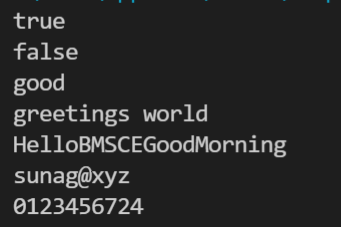 true
false
good
greetings world
HelloBMSCEGoodMorning
sunag@xyz
0123456724